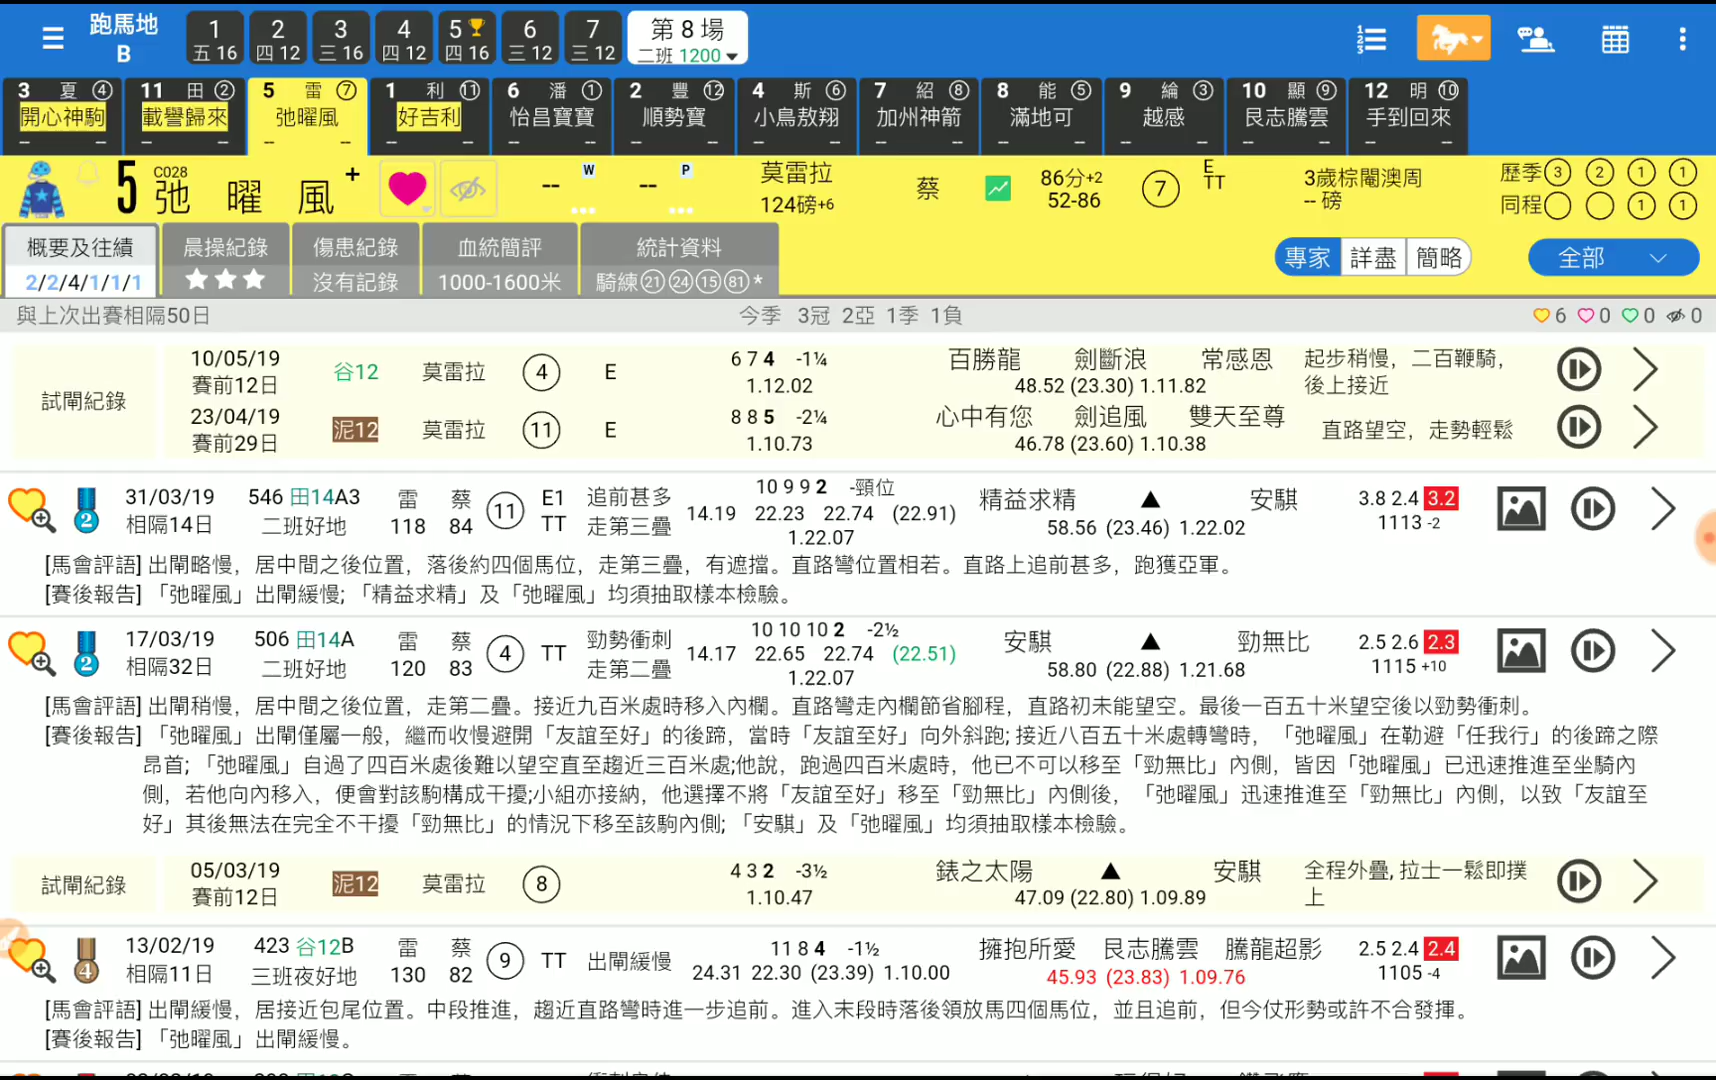 跑馬地
B
1
五 16
2
四 12
3
三 16
4
四 12
5
四 16
6
三 12
7
三 12
第 8 場
二班 1200
3 夏 ④
開心神駒
-- --
11 田 ②
載譽歸來
-- --
5 雷 ⑦
弛曜風
-- --
1 利 ⑪
好吉利
-- --
6 潘 ①
怡昌寶寶
-- --
2 豐 ⑫
順勢寶
-- --
4 斯 ⑥
小鳥敖翔
-- --
7 紹 ⑧
加州神箭
-- --
8 能 ⑤
滿地可
-- --
9 綸 ③
越感
-- --
10 顯 ⑨
艮志騰雲
-- --
12 明 ⑩
手到回來
-- --
5 C028 弛 曜 風 +
-- W -- P
莫雷拉
124磅+6
蔡
86分+2
52-86
⑦
E
TT
3歲棕閹澳周
-- 磅
歷季 ③ ② ① ①
同程 ① ①
概要及往績
2/2/4/1/1/1
晨操紀錄
★★★
傷患紀錄
沒有記錄
血統簡評
1000-1600米
統計資料
騎練 21 24 15 81 *
專家 詳盡 簡略
全部
與上次出賽相隔50日
今季 3冠 2亞 1季 1負
6 0 0 0
試閘紀錄
10/05/19
賽前12日
谷12 莫雷拉 ④ E
6 7 4 -1¼
1.12.02
百勝龍 劍斷浪 常感恩
48.52 (23.30) 1.11.82
起步稍慢，二百鞭騎，
後上接近
23/04/19
賽前29日
泥12 莫雷拉 ⑪ E
8 8 5 -2¼
1.10.73
心中有您 劍追風 雙天至尊
46.78 (23.60) 1.10.38
直路望空，走勢輕鬆
2
31/03/19
相隔14日
546 田14A3
二班好地
雷
118
蔡
84
⑪
E1
TT
追前甚多
走第三疊
10 9 9 2 -頸位
14.19 22.23 22.74 (22.91)
1.22.07
精益求精 ▲ 安騏
58.56 (23.46) 1.22.02
3.8 2.4 3.2
1113 -2
[馬會評語] 出閘略慢，居中間之後位置，落後約四個馬位，走第三疊，有遮擋。直路彎位置相若。直路上追前甚多，跑獲亞軍。
[賽後報告] 「弛曜風」出閘緩慢;「精益求精」及「弛曜風」均須抽取樣本檢驗。
2
17/03/19
相隔32日
506 田14A
二班好地
雷
120
蔡
83
④
TT
勁勢衝刺
走第二疊
10 10 10 2 -2½
14.17 22.65 22.74 (22.51)
1.22.07
安騏 ▲ 勁無比
58.80 (22.88) 1.21.68
2.5 2.6 2.3
1115 +10
[馬會評語] 出閘稍慢，居中間之後位置，走第二疊。接近九百米處時移入內欄。直路彎走內欄節省腳程，直路初未能望空。最後一百五十米望空後以勁勢衝刺。
[賽後報告] 「弛曜風」出閘僅屬一般，繼而收慢避開「友誼至好」的後蹄，當時「友誼至好」向外斜跑;接近八百五十米處轉彎時，「弛曜風」在勒避「任我行」的後蹄之際
昂首;「弛曜風」自過了四百米處後難以望空直至趨近三百米處;他說，跑過四百米處時，他已不可以移至「勁無比」內側，皆因「弛曜風」已迅速推進至坐騎內
側，若他向內移入，便會對該駒構成干擾;小組亦接納，他選擇不將「友誼至好」移至「勁無比」內側後，「弛曜風」迅速推進至「勁無比」內側，以致「友誼至
好」其後無法在完全不干擾「勁無比」的情況下移至該駒內側;「安騏」及「弛曜風」均須抽取樣本檢驗。
試閘紀錄
05/03/19
賽前12日
泥12 莫雷拉 ⑧
4 3 2 -3½
1.10.47
錶之太陽 ▲ 安騏
47.09 (22.80) 1.09.89
全程外疊, 拉士一鬆即撲
上
4
13/02/19
相隔11日
423 谷12B
三班夜好地
雷
130
蔡
82
⑨
TT
出閘緩慢
11 8 4 -1½
24.31 22.30 (23.39) 1.10.00
擁抱所愛 艮志騰雲 騰龍超影
45.93 (23.83) 1.09.76
2.5 2.4 2.4
1105 -4
[馬會評語] 出閘緩慢，居接近包尾位置。中段推進，趨近直路彎時進一步追前。進入末段時落後領放馬四個馬位，並且追前，但今仗形勢或許不合發揮。
[賽後報告] 「弛曜風」出閘緩慢。